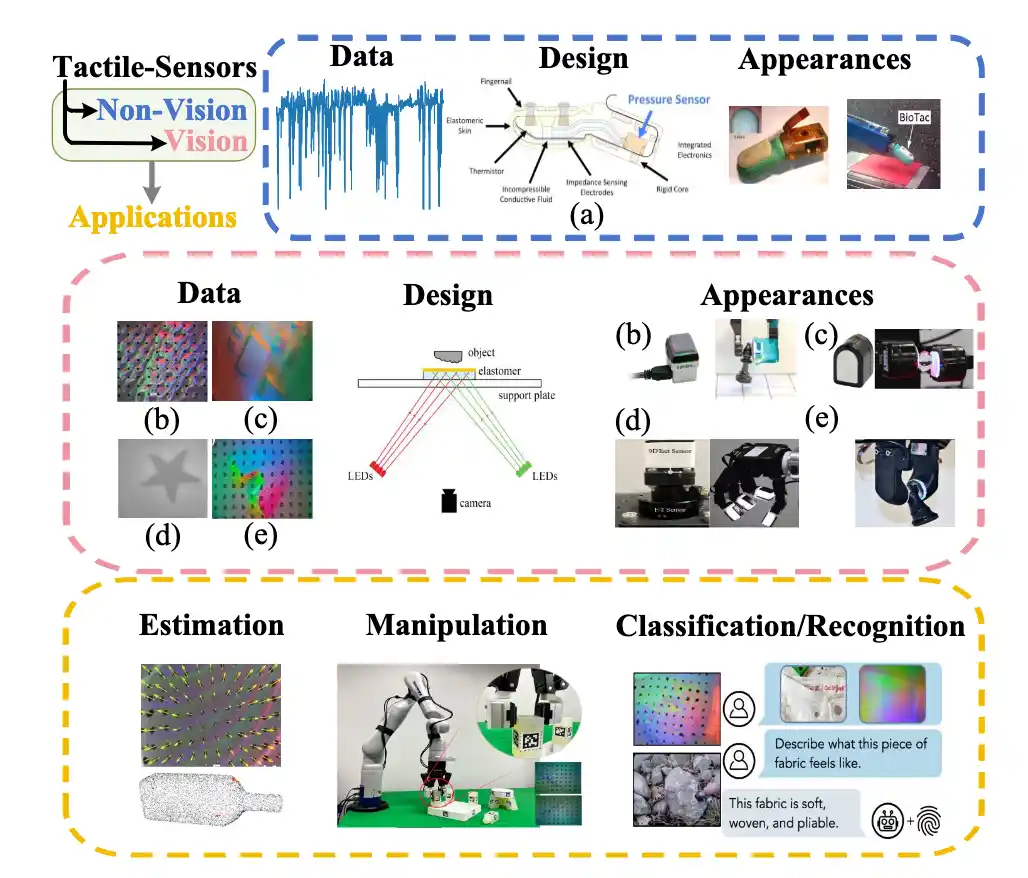 Tactile-Sensors
Non-Vision
Vision
Applications
Data
Design
Appearances
Fingernail
Pressure Sensor
Elastomeric
Skin
Integrated
Electronics
Thermistor
Incompressible
Conductive Fluid
Impedance Sensing
Electrodes
Rigid Core
(a)
BioTac
Data
Design
Appearances
(b)
(c)
(d)
(e)
object
elastomer
support plate
LEDs
LEDs
camera
(b)
(c)
(d)
(e)
9DTact Sensor
F/T Sensor
Estimation
Manipulation
Classification/Recognition
Describe what this piece of
fabric feels like.
This fabric is soft,
woven, and pliable.
+